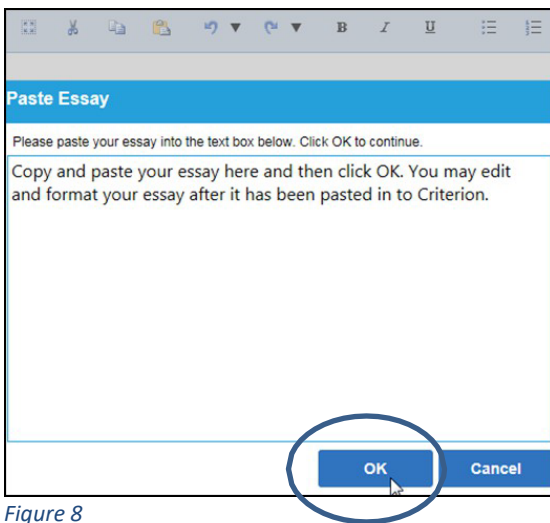 B I U
Paste Essay
Please paste your essay into the text box below. Click OK to continue.
Copy and paste your essay here and then click OK. You may edit
and format your essay after it has been pasted in to Criterion.
OK Cancel
Figure 8